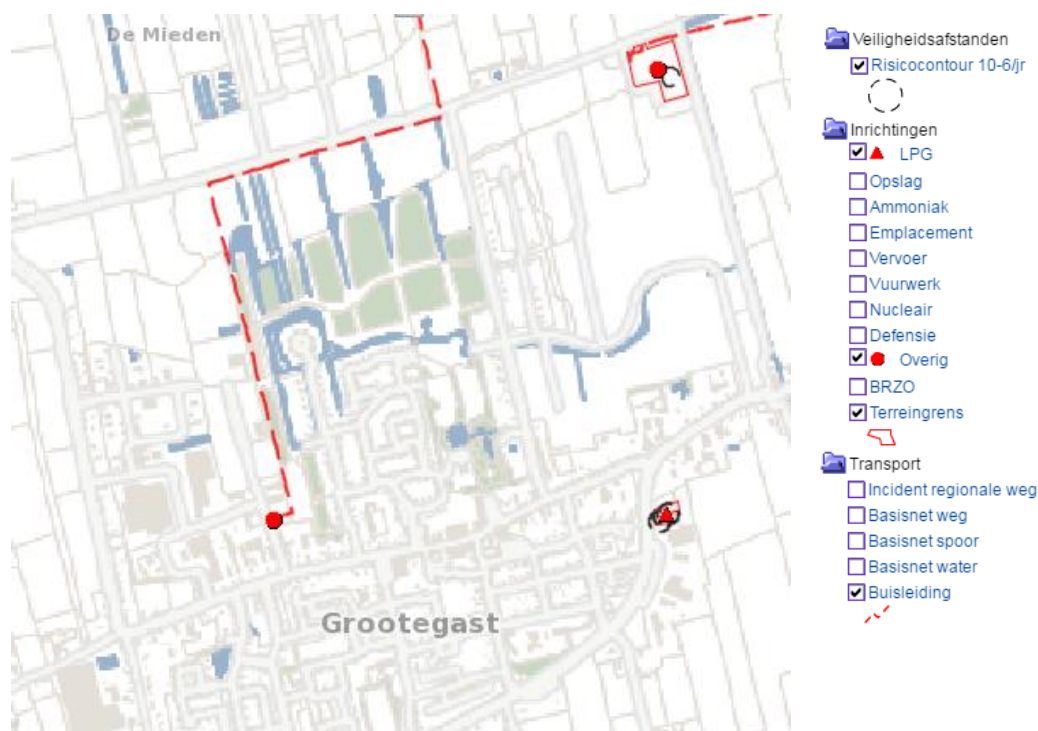 De Mieden
Grootegast
Veiligheidsafstanden
Risicocontour 10-6/jr
Inrichtingen
LPG
Opslag
Ammoniak
Emplacement
Vervoer
Vuurwerk
Nucleair
Defensie
Overig
BRZO
Terreingrens
Transport
Incident regionale weg
Basisnet weg
Basisnet spoor
Basisnet water
Buisleiding